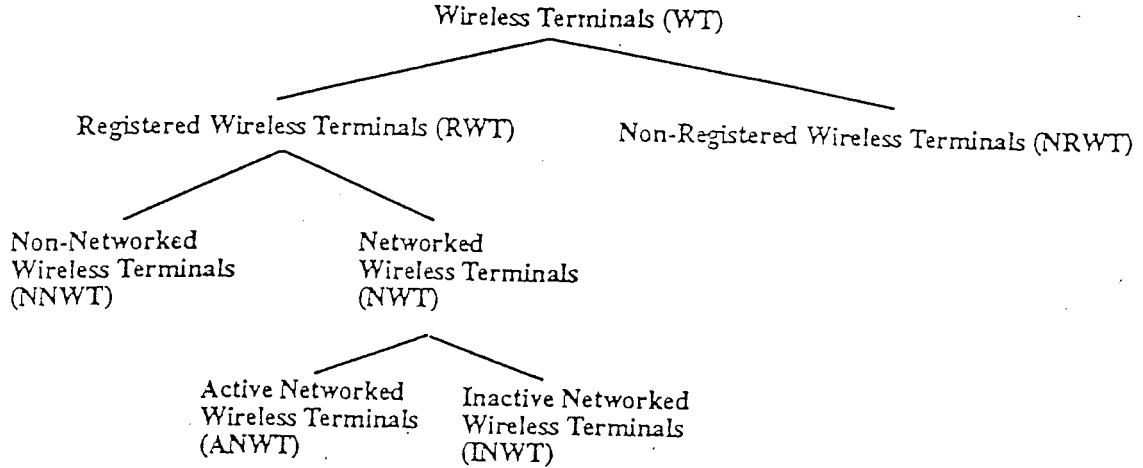 Wireless Terminals (WT)
Registered Wireless Terminals (RWT)
Non-Registered Wireless Terminals (NRWT)
Non-Networked
Wireless Terminals
(NNWT)
Networked
Wireless Terminals
(NWT)
Active Networked
Wireless Terminals
(ANWT)
Inactive Networked
Wireless Terminals
(INWT)